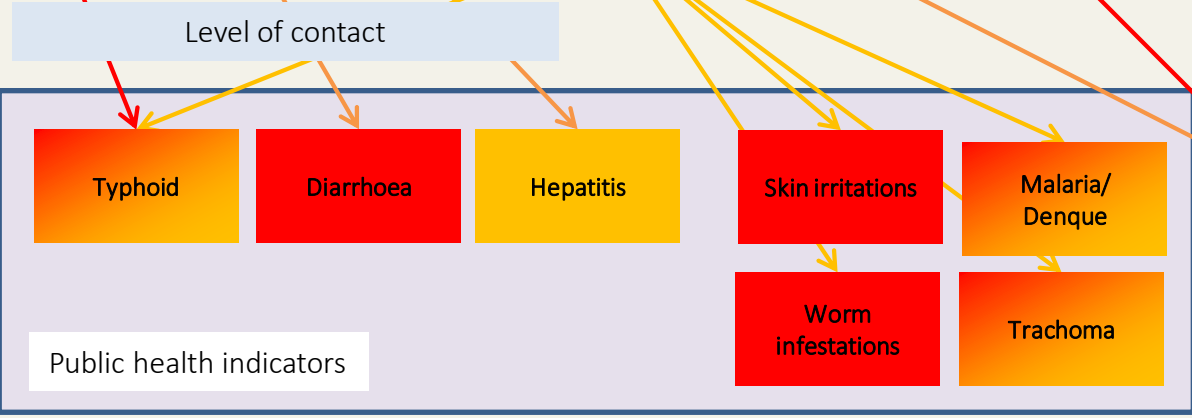 Level of contact
Typhoid
Diarrhoea
Hepatitis
Skin irritations
Malaria/
Denque
Worm
infestations
Trachoma
Public health indicators